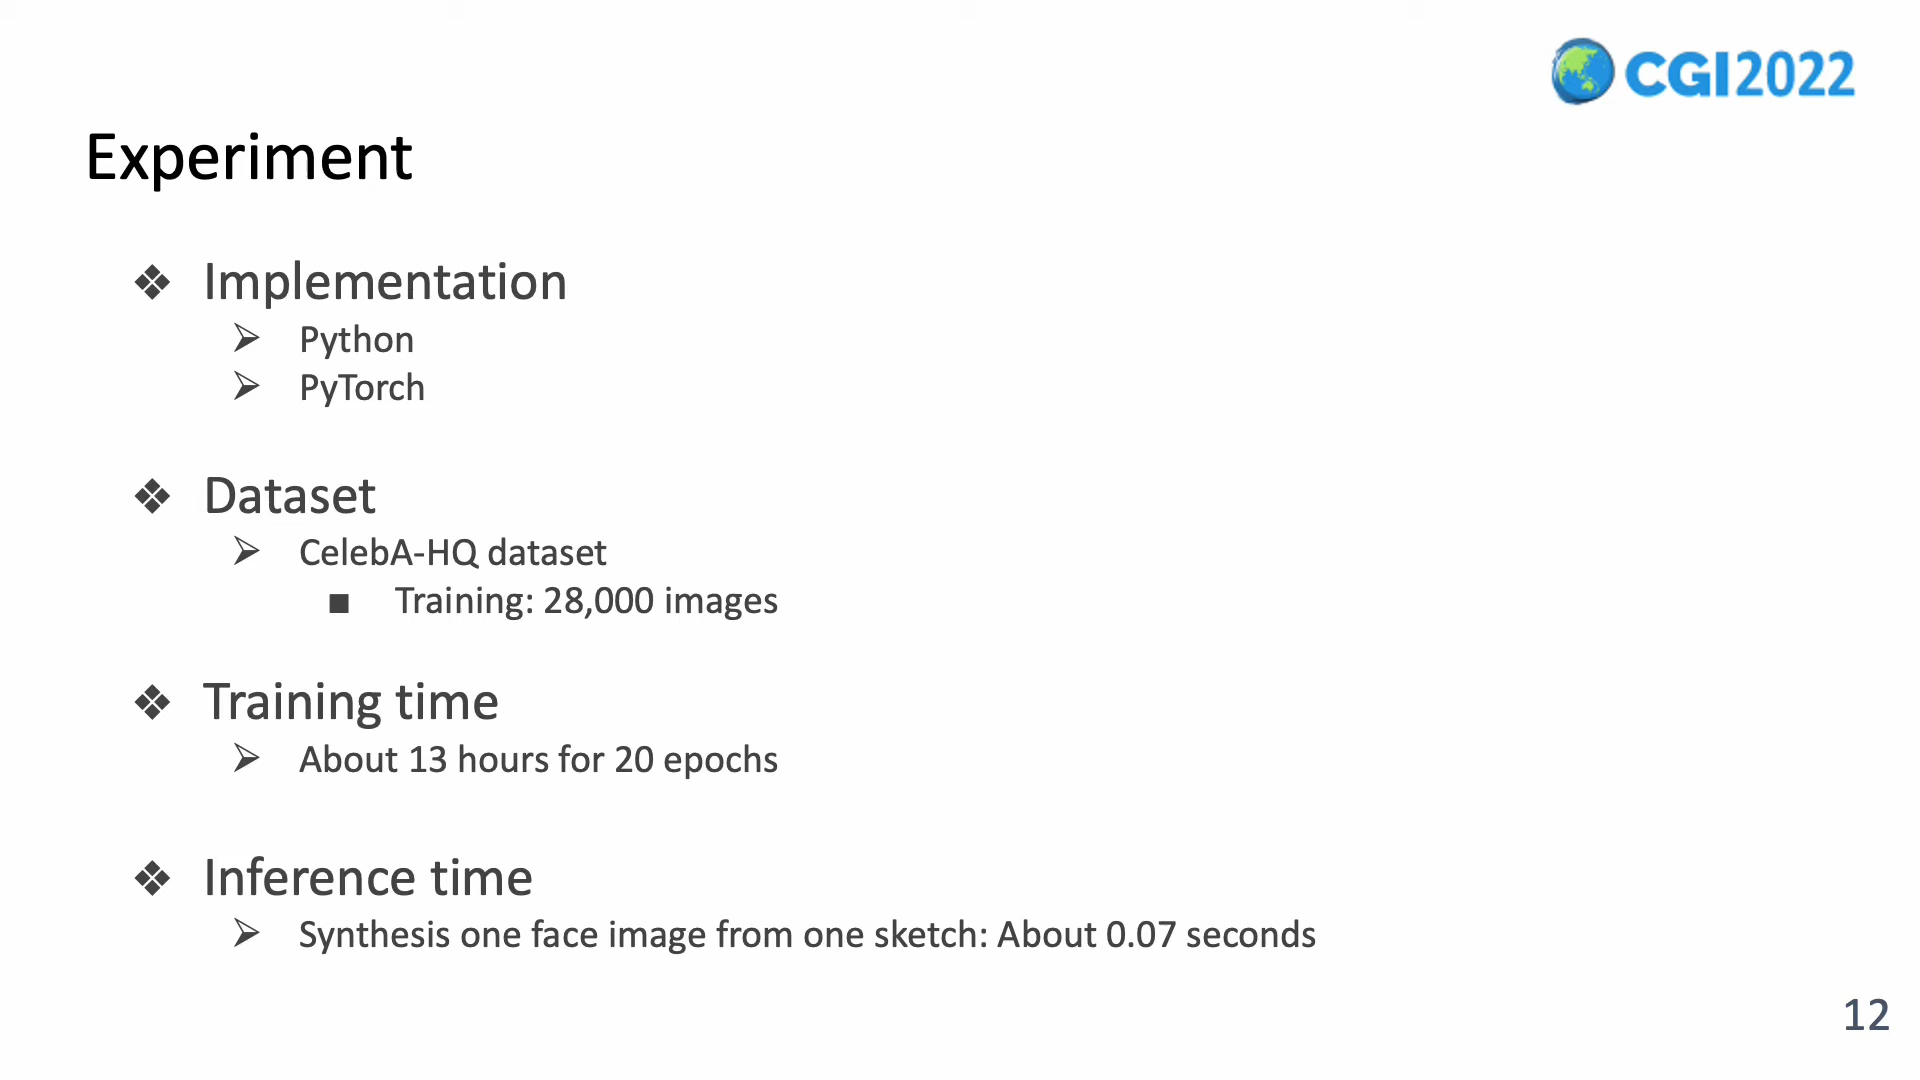 CGI2022
Experiment
❖ Implementation
➢ Python
➢ PyTorch
❖ Dataset
➢ CelebA-HQ dataset
■ Training: 28,000 images
❖ Training time
➢ About 13 hours for 20 epochs
❖ Inference time
➢ Synthesis one face image from one sketch: About 0.07 seconds
12